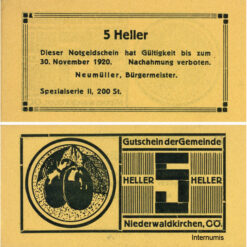 5 Heller
Dieser Notgeldschein hat Gültigkeit bis zum
30. November 1920. Nachahmung verboten.
Neumüller, Bürgermeister.
Spezialserie II, 200 St.
Gutschein der Gemeinde
HELLER 5 HELLER
Niederwaldkirchen, OÖ.
Internumis